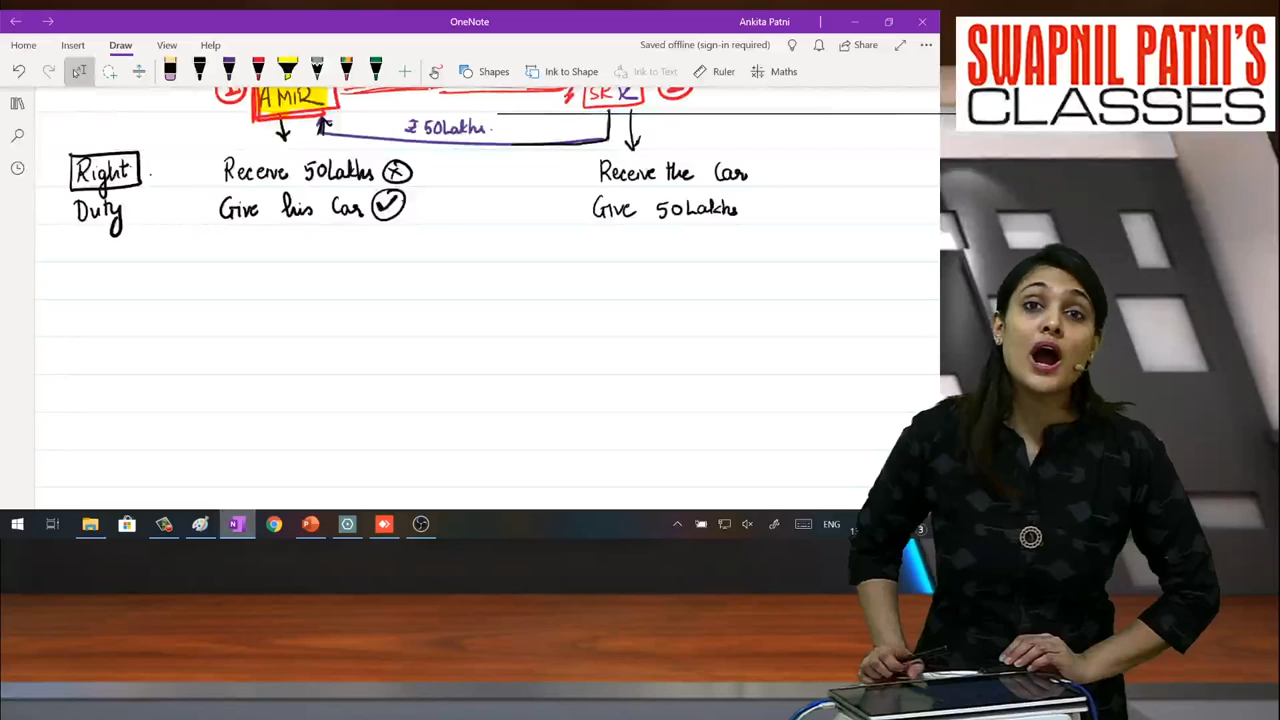 OneNote
Ankita Patni
Home Insert Draw View Help
Saved offline (sign-in required)
Share
Shapes
Ink to Shape
Ink to Text
Ruler
Maths
SWAPNIL PATNI'S
CLASSES
AMIR
SRK
₹ 50Lakhs.
Right
Receive 50Lakhs
Receive the Car
Duty
Give his Car
Give 50Lakhs
ENG
3